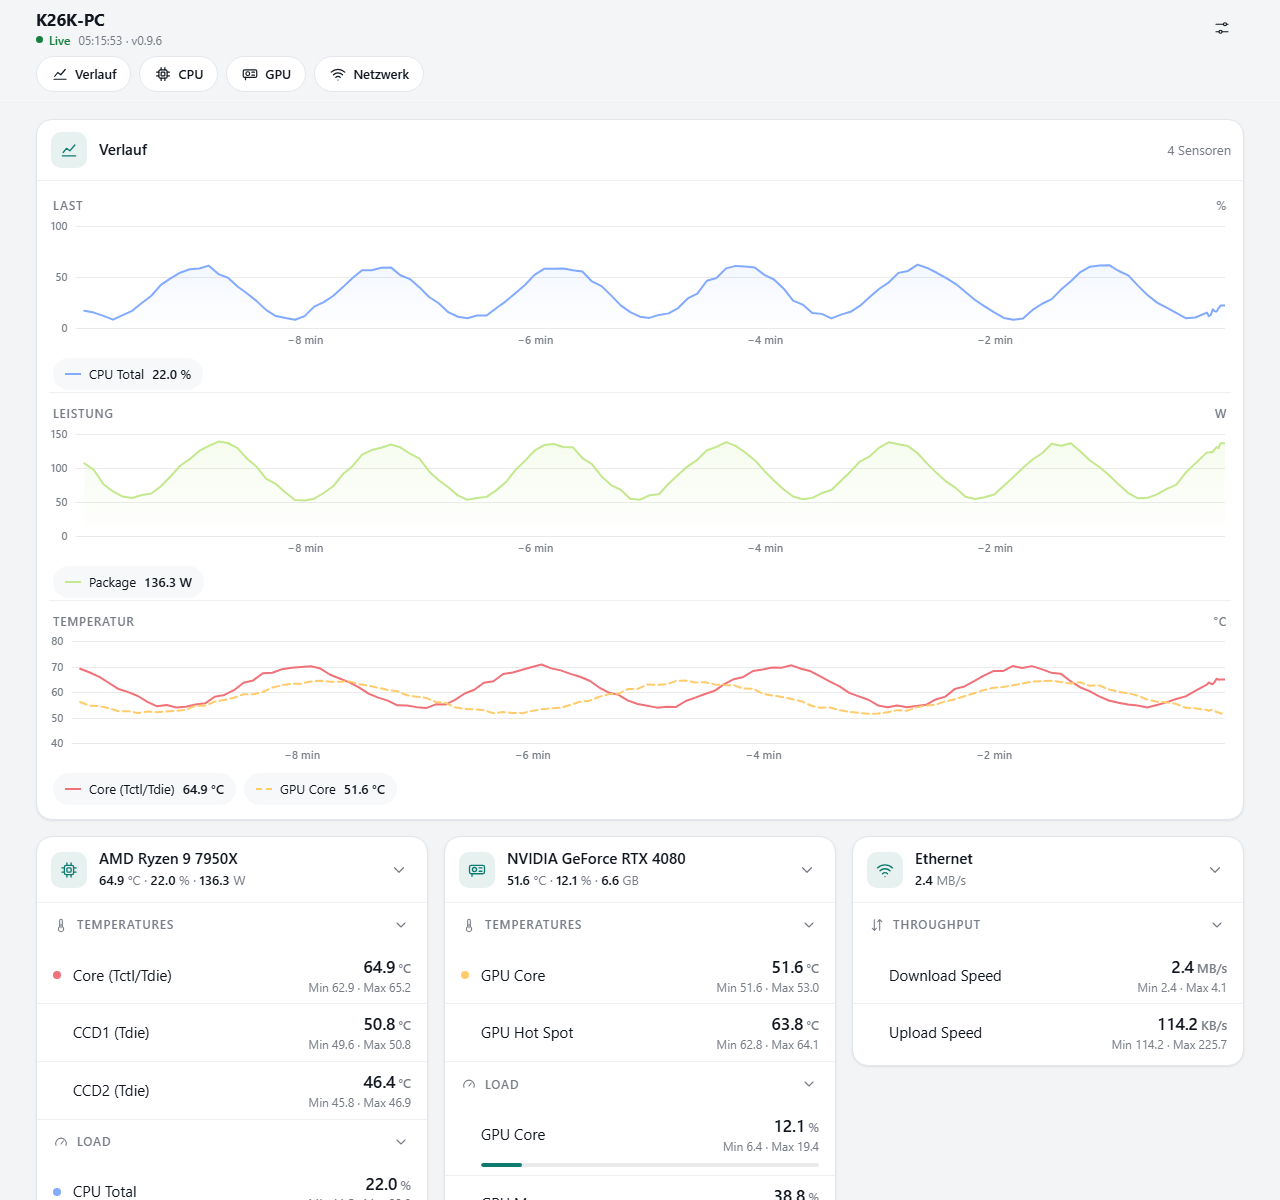 K26K-PC
Live 05:15:53 · v0.9.6
Verlauf CPU GPU Netzwerk
Verlauf 4 Sensoren
LAST %
100
50
0
−8 min −6 min −4 min −2 min
CPU Total 22.0 %
LEISTUNG W
150
100
50
0
−8 min −6 min −4 min −2 min
Package 136.3 W
TEMPERATUR °C
80
70
60
50
40
−8 min −6 min −4 min −2 min
Core (Tctl/Tdie) 64.9 °C GPU Core 51.6 °C
AMD Ryzen 9 7950X
64.9 °C · 22.0 % · 136.3 W
TEMPERATURES
Core (Tctl/Tdie) 64.9 °C
Min 62.9 · Max 65.2
CCD1 (Tdie) 50.8 °C
Min 49.6 · Max 50.8
CCD2 (Tdie) 46.4 °C
Min 45.8 · Max 46.9
LOAD
CPU Total 22.0 %
NVIDIA GeForce RTX 4080
51.6 °C · 12.1 % · 6.6 GB
TEMPERATURES
GPU Core 51.6 °C
Min 51.6 · Max 53.0
GPU Hot Spot 63.8 °C
Min 62.8 · Max 64.1
LOAD
GPU Core 12.1 %
Min 6.4 · Max 19.4
38.8 %
Ethernet
2.4 MB/s
THROUGHPUT
Download Speed 2.4 MB/s
Min 2.4 · Max 4.1
Upload Speed 114.2 KB/s
Min 114.2 · Max 225.7